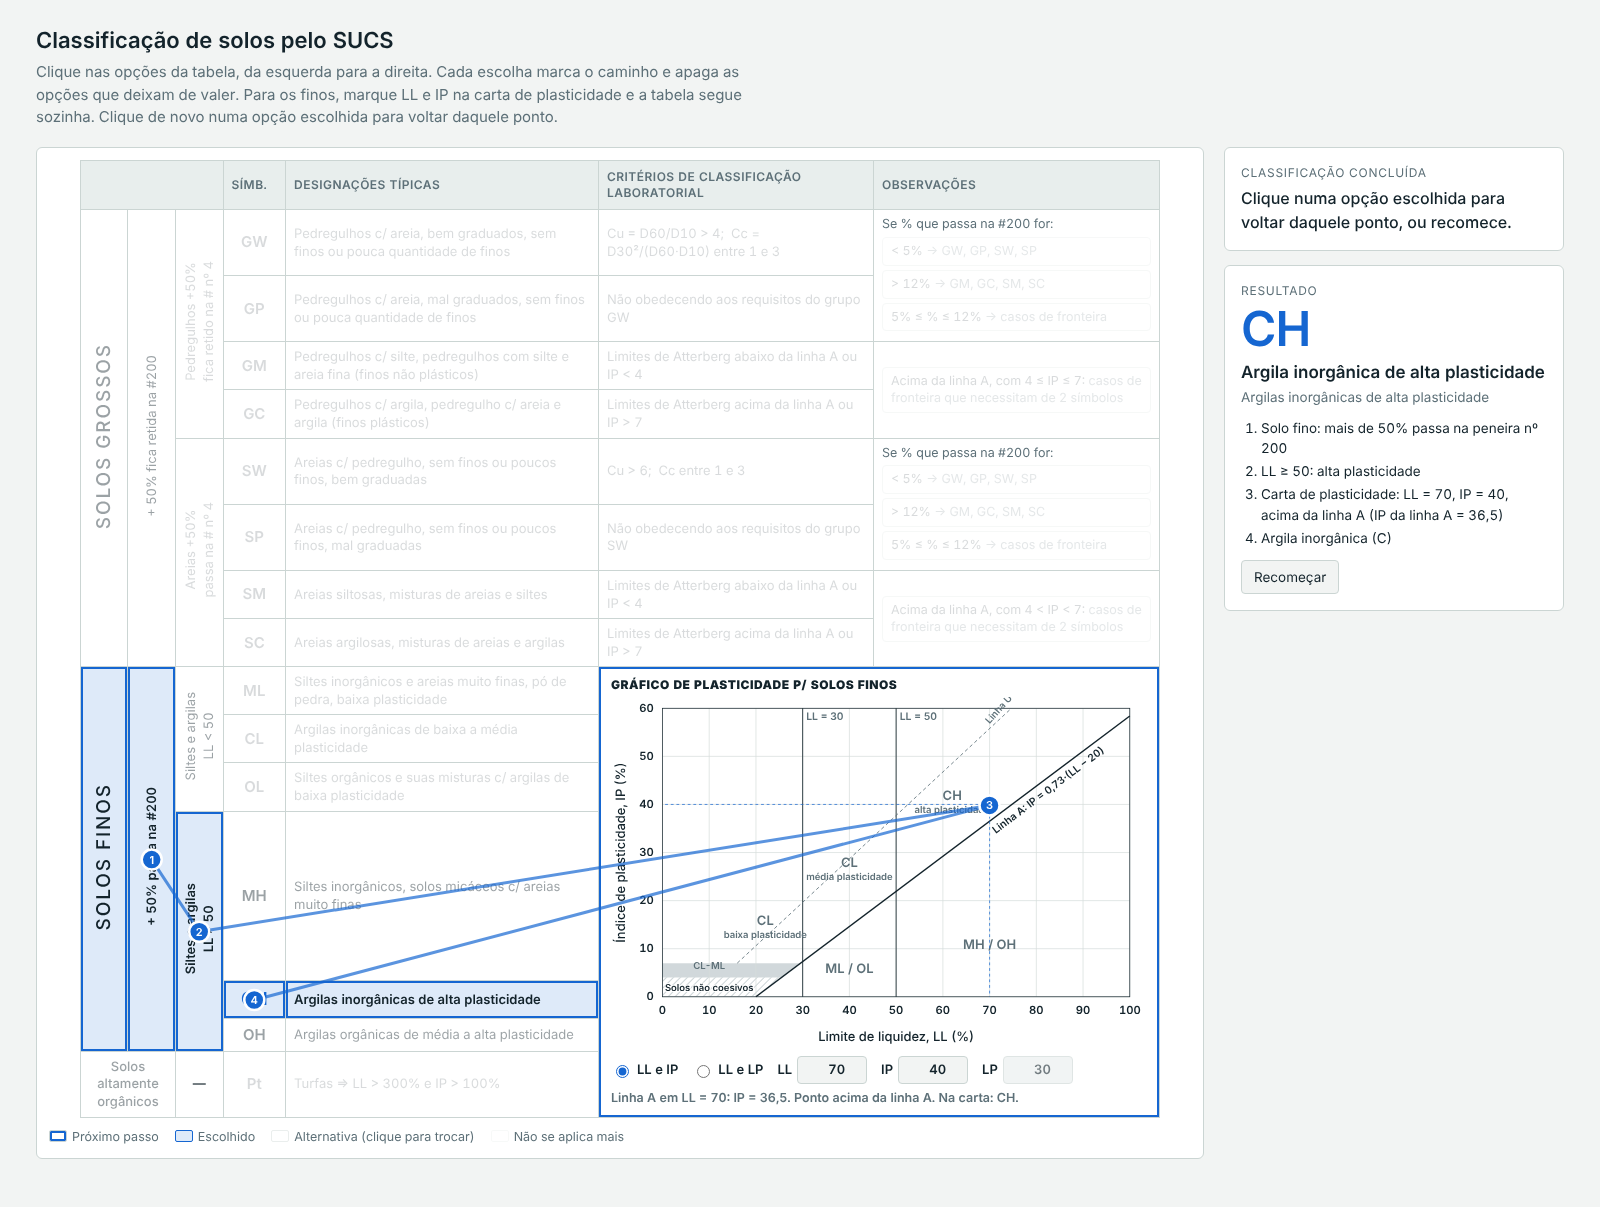 Classificação de solos pelo SUCS
Clique nas opções da tabela, da esquerda para a direita. Cada escolha marca o caminho e apaga as
opções que deixam de valer. Para os finos, marque LL e IP na carta de plasticidade e a tabela segue
sozinha. Clique de novo numa opção escolhida para voltar daquele ponto.
SÍMB.
DESIGNAÇÕES TÍPICAS
CRITÉRIOS DE CLASSIFICAÇÃO
LABORATORIAL
OBSERVAÇÕES
SOLOS GROSSOS
+ 50% fica retida na #200
Pedregulhos +50%
fica retido na # nº 4
GW
Pedregulhos c/ areia, bem graduados, sem
finos ou pouca quantidade de finos
Cu = D60/D10 > 4; Cc =
D30²/(D60·D10) entre 1 e 3
Se % que passa na #200 for:
< 5% → GW, GP, SW, SP
> 12% → GM, GC, SM, SC
5% ≤ % ≤ 12% → casos de fronteira
GP
Pedregulhos c/ areia, mal graduados, sem finos
ou pouca quantidade de finos
Não obedecendo aos requisitos do grupo
GW
GM
Pedregulhos c/ silte, pedregulhos com silte e
areia fina (finos não plásticos)
Limites de Atterberg abaixo da linha A ou
IP < 4
Acima da linha A, com 4 ≤ IP ≤ 7: casos de
fronteira que necessitam de 2 símbolos
GC
Pedregulhos c/ argila, pedregulho c/ areia e
argila (finos plásticos)
Limites de Atterberg acima da linha A ou
IP > 7
Areias +50%
passa na # nº 4
SW
Areias c/ pedregulho, sem finos ou poucos
finos, bem graduadas
Cu > 6; Cc entre 1 e 3
Se % que passa na #200 for:
< 5% → GW, GP, SW, SP
> 12% → GM, GC, SM, SC
5% ≤ % ≤ 12% → casos de fronteira
SP
Areias c/ pedregulho, sem finos ou poucos
finos, mal graduadas
Não obedecendo aos requisitos do grupo
SW
SM
Areias siltosas, misturas de areias e siltes
Limites de Atterberg abaixo da linha A ou
IP < 4
Acima da linha A, com 4 < IP < 7: casos de
fronteira que necessitam de 2 símbolos
SC
Areias argilosas, misturas de areias e argilas
Limites de Atterberg acima da linha A ou
IP > 7
SOLOS FINOS
+ 50% na #200
1
Siltes e argilas
LL < 50
ML
Siltes inorgânicos e areias muito finas, pó de
pedra, baixa plasticidade
CL
Argilas inorgânicas de baixa a média
plasticidade
OL
Siltes orgânicos e suas misturas c/ argilas de
baixa plasticidade
Siltes argilas
LL 50
2
MH
Siltes inorgânicos, solos micáceos c/ areias
muito finas
4
Argilas inorgânicas de alta plasticidade
OH
Argilas orgânicas de média a alta plasticidade
Solos
altamente
orgânicos
—
Pt
Turfas ⇒ LL > 300% e IP > 100%
GRÁFICO DE PLASTICIDADE P/ SOLOS FINOS
Índice de plasticidade, IP (%)
60
50
40
30
20
10
0
LL = 30
LL = 50
Linha U
CH
alta plasticidad
3
Linha A: IP = 0,73·(LL − 20)
CL
média plasticidade
CL
baixa plasticidade
MH / OH
ML / OL
CL-ML
Solos não coesivos
0 10 20 30 40 50 60 70 80 90 100
Limite de liquidez, LL (%)
LL e IP
LL e LP
LL 70
IP 40
LP 30
Linha A em LL = 70: IP = 36,5. Ponto acima da linha A. Na carta: CH.
Próximo passo
Escolhido
Alternativa (clique para trocar)
Não se aplica mais
CLASSIFICAÇÃO CONCLUÍDA
Clique numa opção escolhida para
voltar daquele ponto, ou recomece.
RESULTADO
CH
Argila inorgânica de alta plasticidade
Argilas inorgânicas de alta plasticidade
1. Solo fino: mais de 50% passa na peneira nº
200
2. LL ≥ 50: alta plasticidade
3. Carta de plasticidade: LL = 70, IP = 40,
acima da linha A (IP da linha A = 36,5)
4. Argila inorgânica (C)
Recomeçar